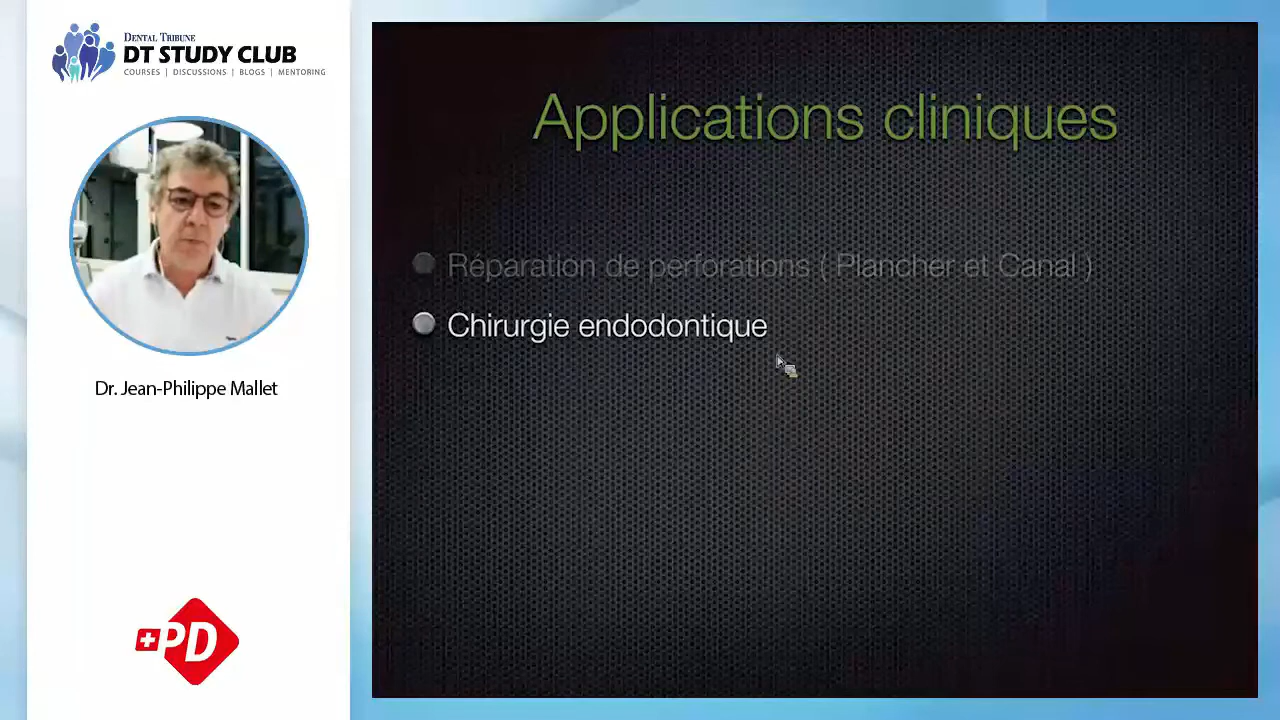 DENTAL TRIBUNE
DT STUDY CLUB
COURSES | DISCUSSIONS | BLOGS | MENTORING
Dr. Jean-Philippe Mallet
+PD
Applications cliniques
Réparation de perforations ( Plancher et Canal )
Chirurgie endodontique